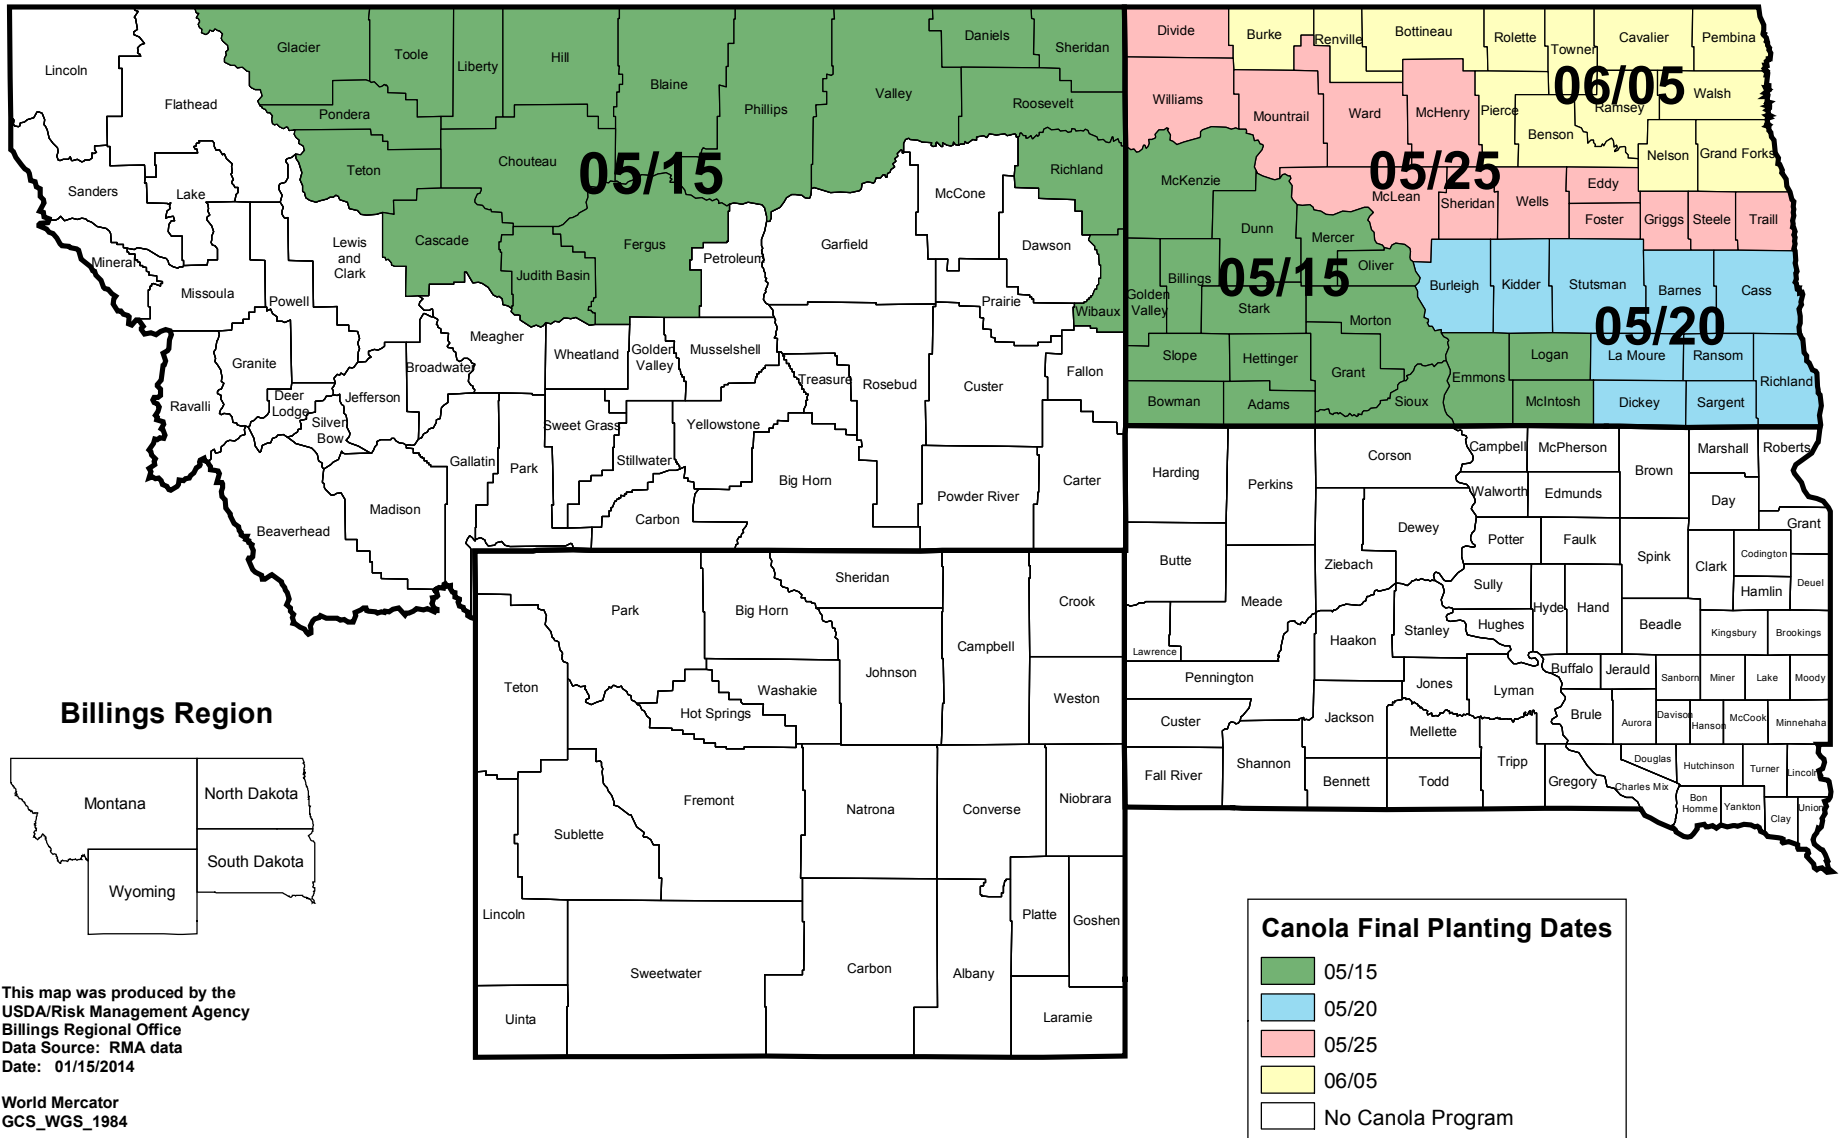 Lincoln
Flathead
Glacier
Toole
Liberty
Hill
Blaine
Phillips
Valley
Daniels
Sheridan
Roosevelt
Pondera
Teton
Chouteau
05/15
Richland
McCone
Sanders
Lake
Lewis
and
Clark
Cascade
Judith Basin
Fergus
Petroleum
Garfield
Dawson
Prairie
Wibaux
Mineral
Missoula
Powell
Meagher
Wheatland
Golden
Valley
Musselshell
Treasure
Rosebud
Custer
Fallon
Granite
Broadwater
Deer
Lodge
Jefferson
Silver
Bow
Ravalli
Sweet Grass
Yellowstone
Stillwater
Gallatin
Park
Big Horn
Powder River
Carter
Carbon
Madison
Beaverhead
Divide
Burke
Renville
Bottineau
Rolette
Towner
Cavalier
Pembina
06/05
Williams
Mountrail
Ward
McHenry
Pierce
Ramsey
Walsh
Benson
Nelson
Grand Forks
05/25
McKenzie
McLean
Sheridan
Wells
Eddy
Foster
Griggs
Steele
Traill
Dunn
Mercer
Oliver
Billings
05/15
Golden
Valley
Stark
Morton
Burleigh
Kidder
Stutsman
Barnes
Cass
05/20
Slope
Hettinger
Grant
Emmons
Logan
La Moure
Ransom
Richland
Bowman
Adams
Sioux
McIntosh
Dickey
Sargent
Harding
Perkins
Corson
Campbell
McPherson
Brown
Marshall
Roberts
Walworth
Edmunds
Day
Grant
Dewey
Potter
Faulk
Spink
Clark
Codington
Hamlin
Deuel
Butte
Ziebach
Meade
Sully
Hyde
Hand
Hughes
Beadle
Kingsbury
Brookings
Lawrence
Haakon
Stanley
Pennington
Jones
Lyman
Buffalo
Jerauld
Sanborn
Miner
Lake
Moody
Custer
Jackson
Mellette
Brule
Aurora
Davison
Hanson
McCook
Minnehaha
Fall River
Shannon
Bennett
Todd
Tripp
Gregory
Douglas
Charles Mix
Hutchinson
Turner
Lincoln
Bon
Homme
Yankton
Clay
Union
Park
Big Horn
Sheridan
Campbell
Crook
Teton
Johnson
Washakie
Hot Springs
Weston
Fremont
Natrona
Converse
Niobrara
Sublette
Lincoln
Platte
Goshen
Sweetwater
Carbon
Albany
Uinta
Laramie
Billings Region
Montana
North Dakota
South Dakota
Wyoming
This map was produced by the
USDA/Risk Management Agency
Billings Regional Office
Data Source: RMA data
Date: 01/15/2014
World Mercator
GCS_WGS_1984
Canola Final Planting Dates
05/15
05/20
05/25
06/05
No Canola Program